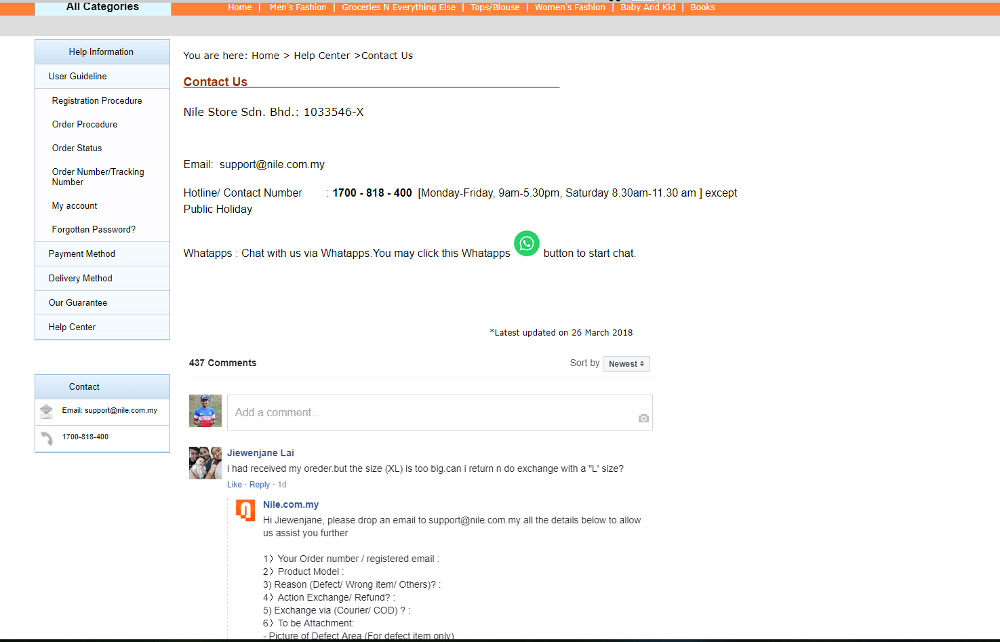 All Categories
Home | Men's Fashion | Groceries N Everything Else | Tops/Blouse | Women's Fashion | Baby And Kid | Books
Help Information
User Guideline
Registration Procedure
Order Procedure
Order Status
Order Number/Tracking
Number
My account
Forgotten Password?
Payment Method
Delivery Method
Our Guarantee
Help Center
Contact
Email: support@nile.com.my
1700-818-400
You are here: Home > Help Center >Contact Us
Contact Us
Nile Store Sdn. Bhd.: 1033546-X
Email: support@nile.com.my
Hotline/ Contact Number : 1700 - 818 - 400 [Monday-Friday, 9am-5.30pm, Saturday 8.30am-11.30 am ] except
Public Holiday
Whatapps : Chat with us via Whatapps.You may click this Whatapps button to start chat.
*Latest updated on 26 March 2018
437 Comments
Sort by Newest
Add a comment...
Jiewenjane Lai
i had received my oreder.but the size (XL) is too big.can i return n do exchange with a "L' size?
Like · Reply · 1d
Nile.com.my
Hi Jiewenjane, please drop an email to support@nile.com.my all the details below to allow
us assist you further
1）Your Order number / registered email :
2）Product Model :
3) Reason (Defect/ Wrong item/ Others)? :
4）Action Exchange/ Refund? :
5) Exchange via (Courier/ COD) ? :
6）To be Attachment:
- Picture of Defect Area (For defect item only)